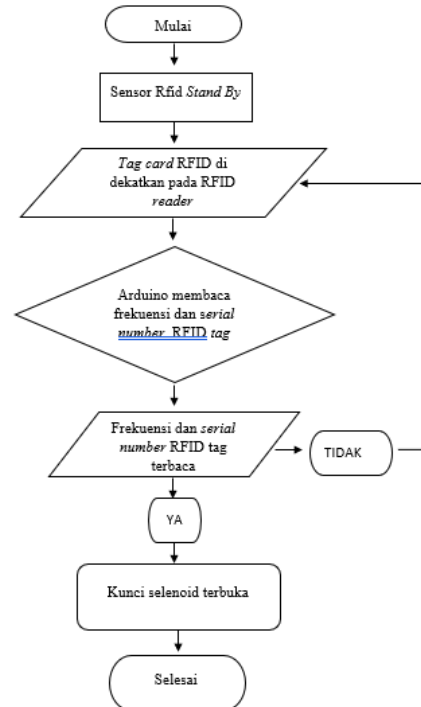 Mulai
Sensor Rfid Stand By
Tag card RFID di
dekatkan pada RFID
reader
Arduino membaca
frekuensi dan serial
number RFID tag
Frekuensi dan serial
number RFID tag
terbaca
TIDAK
YA
Kunci selenoid terbuka
Selesai